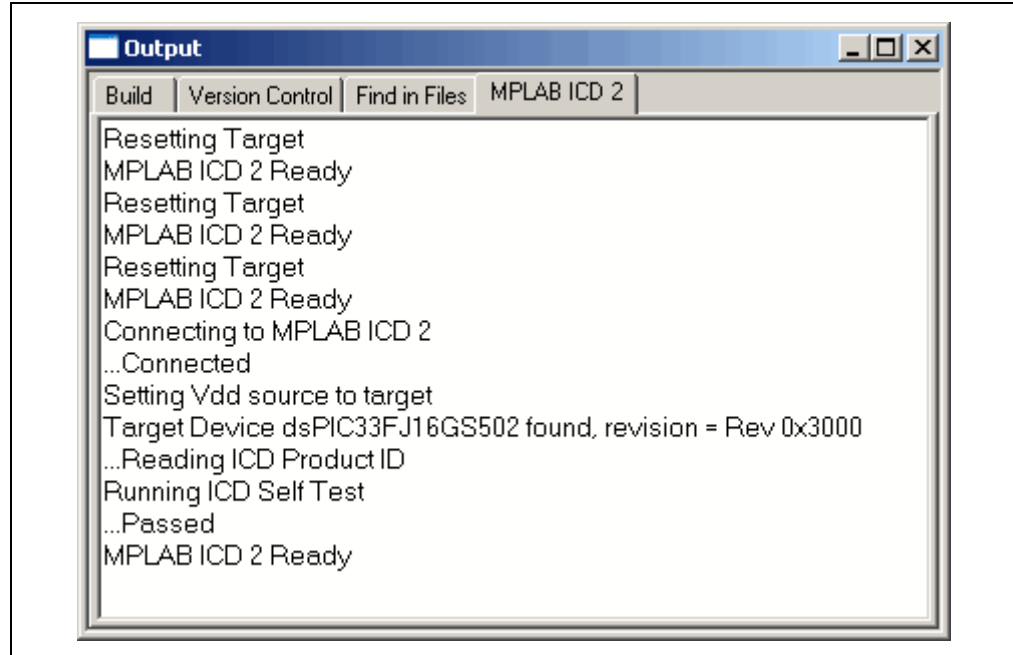 Output
Build Version Control Find in Files MPLAB ICD 2
Resetting Target
MPLAB ICD 2 Ready
Resetting Target
MPLAB ICD 2 Ready
Resetting Target
MPLAB ICD 2 Ready
Connecting to MPLAB ICD 2
...Connected
Setting Vdd source to target
Target Device dsPIC33FJ16GS502 found, revision = Rev 0x3000
...Reading ICD Product ID
Running ICD Self Test
...Passed
MPLAB ICD 2 Ready